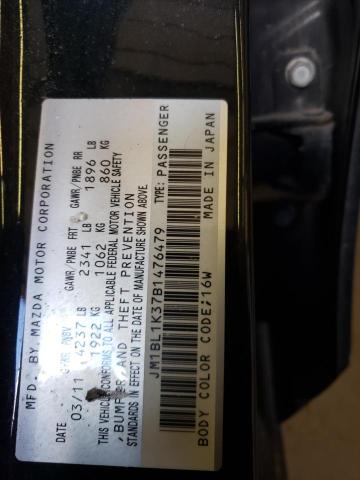 MFD. BY MAZDA MOTOR CORPORATION
DATE GAWR/PNBE FRT GAWR/PNBE RR
03/11 4237 LB 2341 LB 1896 LB
1922 KG 1062 KG 860 KG
THIS VEHICLE CONFORMS TO ALL APPLICABLE FEDERAL MOTOR VEHICLE SAFETY
, BUMPER, AND THEFT PREVENTION
STANDARDS IN EFFECT ON THE DATE OF MANUFACTURE SHOWN ABOVE.
JM1BL1K37B1476479 TYPE: PASSENGER
BODY COLOR CODE; 16W MADE IN JAPAN